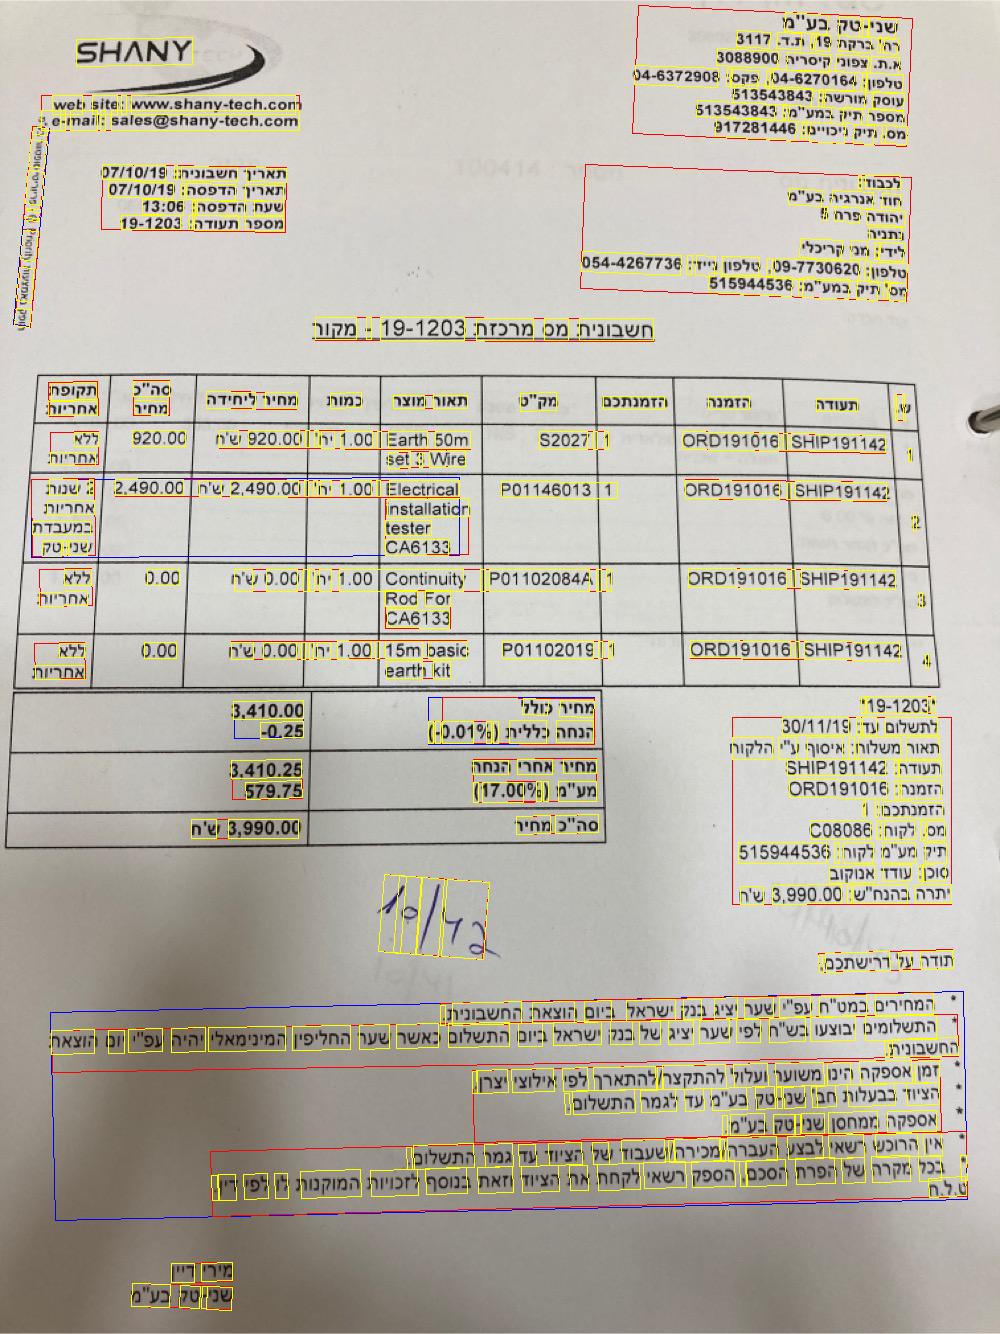 SHANY
TECH
web site: www.shany-tech.com
e-mail: sales@shany-tech.com
שני-טק בע"מ
רח' ברקת 19, ת.ד. 3117
א.ת. צפוני קיסריה 3088900
טלפון: 04-6270164, פקס: 04-6372908
עוסק מורשה: 513543843
מספר תיק במע"מ: 513543843
מס. תיק ניכויים: 917281446
תאריך חשבונית: 07/10/19
תאריך הדפסה: 07/10/19
שעת הדפסה: 13:06
מספר תעודה: 19-1203
לכבוד:
חוד אנרגיה בע"מ
יהודה פרח 5
נתניה
לידי: מני קריכלי
טלפון: 09-7730620, טלפון נייד: 054-4267736
מס' תיק במע"מ: 515944536
חשבונית מס מרכזת 19-1203 - מקור
ש. תעודה הזמנה הזמנתכם מק"ט תאור מוצר כמות מחיר ליחידה סה"כ מחיר תקופת אחריות
1 SHIP191142 ORD191016 1 S2027 Earth 50m 1.00 יח' 920.00 ש"ח 920.00 ללא
set 3 Wire אחריות
2 SHIP191142 ORD191016 1 P01146013 Electrical 1.00 יח' 2,490.00 ש"ח 2,490.00 2 שנות
installation אחריות
tester במעבדת
CA6133 שני-טק
3 SHIP191142 ORD191016 1 P01102084A Continuity 1.00 יח' 0.00 ש"ח 0.00 ללא
Rod For אחריות
CA6133
4 SHIP191142 ORD191016 1 P01102019 15m basic 1.00 יח' 0.00 ש"ח 0.00 ללא
earth kit אחריות
מחיר כולל 3,410.00
הנחה כללית (-0.01%) -0.25
מחיר אחרי הנחה 3,410.25
מע"מ (17.00%) 579.75
סה"כ מחיר 3,990.00 ש"ח
*19-1203*
לתשלום עד: 30/11/19
תאור משלוח: איסוף ע"י הלקוח
תעודה: SHIP191142
הזמנה: ORD191016
הזמנתכם: 1
מס. לקוח: C08086
תיק מע"מ לקוח: 515944536
סוכן: עודד אנוקוב
יתרה בהנח"ש: 3,990.00 ש"ח
10/42
תודה על דרישתכם.
* המחירים במט"ח עפ"י שער יציג בנק ישראל ביום הוצאת החשבונית.
* התשלומים יבוצעו בש"ח לפי שער יציג של בנק ישראל ביום התשלום כאשר שער החליפין המינימאלי יהיה עפ"י יום הוצאת
החשבונית.
* זמן אספקה הינו משוער ועלול להתקצר/להתארך לפי אילוצי יצרן.
* הציוד בבעלות חב' שני-טק בע"מ עד לגמר התשלום.
* אספקה ממחסן שני-טק בע"מ.
* אין הרוכש רשאי לבצע העברה/מכירה/שעבוד של הציוד עד גמר התשלום
* בכל מקרה של הפרת הסכם, הספק רשאי לקחת את הציוד וזאת בנוסף לזכויות המוקנות לו לפי דין
ט.ל.ח
מירי דיין
שני-טק בע"מ